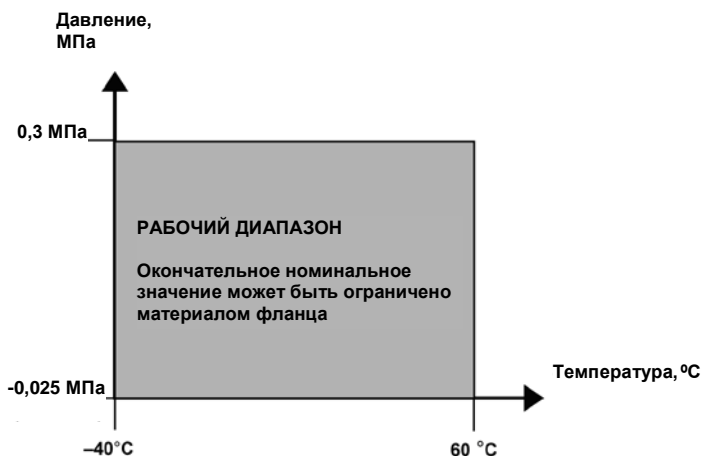 Давление,
МПа
0,3 МПа
РАБОЧИЙ ДИАПАЗОН
Окончательное номинальное
значение может быть ограничено
материалом фланца
-0,025 МПа
Температура, ºС
–40°C
60 °C